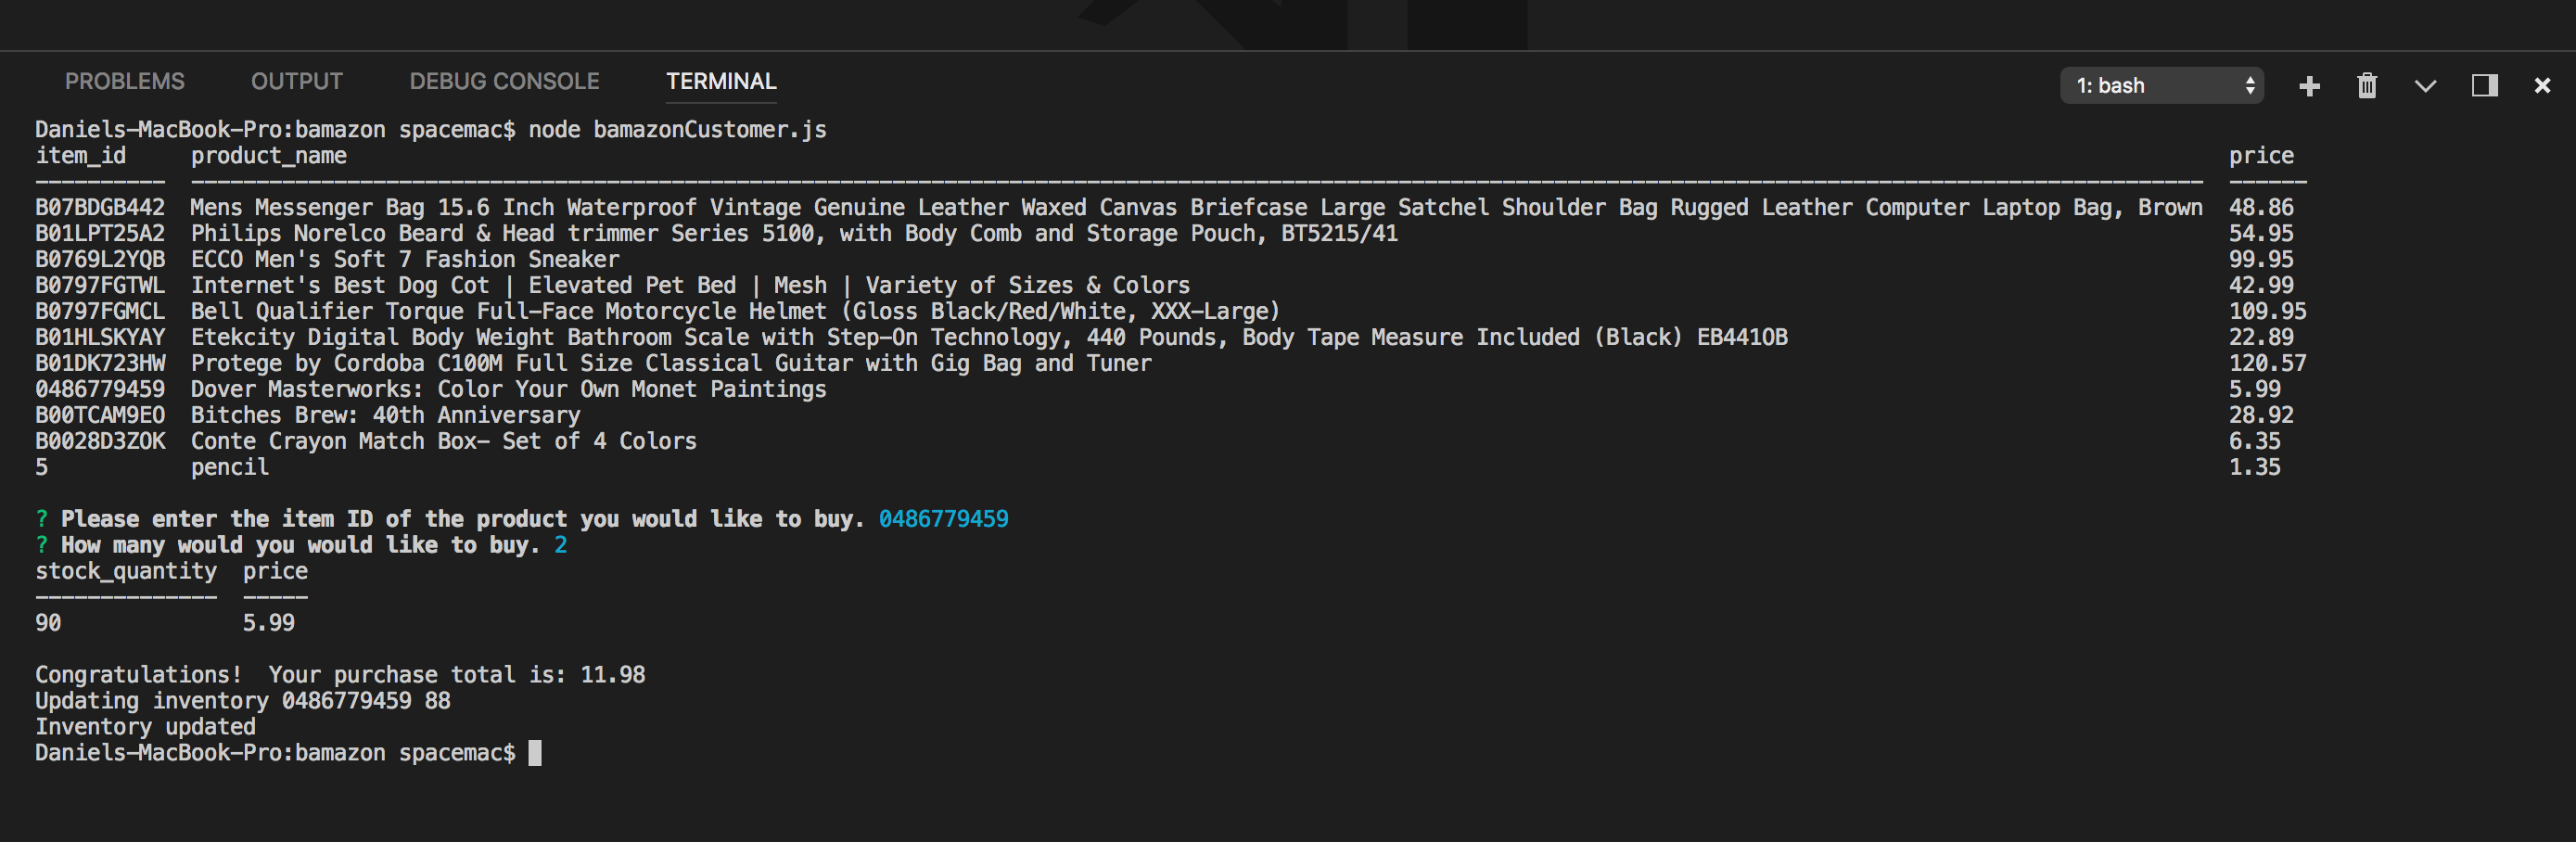 PROBLEMS OUTPUT DEBUG CONSOLE TERMINAL 1: bash
Daniels-MacBook-Pro:bamazon spacemac$ node bamazonCustomer.js
item_id product_name price
---------- ----------------------------------------------------------------------------------------------------------------------------------------------------------- ------
B07BDGB442 Mens Messenger Bag 15.6 Inch Waterproof Vintage Genuine Leather Waxed Canvas Briefcase Large Satchel Shoulder Bag Rugged Leather Computer Laptop Bag, Brown 48.86
B01LPT25A2 Philips Norelco Beard & Head trimmer Series 5100, with Body Comb and Storage Pouch, BT5215/41 54.95
B0769L2YQB ECCO Men's Soft 7 Fashion Sneaker 99.95
B0797FGTWL Internet's Best Dog Cot | Elevated Pet Bed | Mesh | Variety of Sizes & Colors 42.99
B0797FGMCL Bell Qualifier Torque Full-Face Motorcycle Helmet (Gloss Black/Red/White, XXX-Large) 109.95
B01HLSKYAY Etekcity Digital Body Weight Bathroom Scale with Step-On Technology, 440 Pounds, Body Tape Measure Included (Black) EB4410B 22.89
B01DK723HW Protege by Cordoba C100M Full Size Classical Guitar with Gig Bag and Tuner 120.57
0486779459 Dover Masterworks: Color Your Own Monet Paintings 5.99
B00TCAM9EO Bitches Brew: 40th Anniversary 28.92
B0028D3ZOK Conte Crayon Match Box- Set of 4 Colors 6.35
5 pencil 1.35
? Please enter the item ID of the product you would like to buy. 0486779459
? How many would you would like to buy. 2
stock_quantity price
-------------- -----
90 5.99
Congratulations! Your purchase total is: 11.98
Updating inventory 0486779459 88
Inventory updated
Daniels-MacBook-Pro:bamazon spacemac$